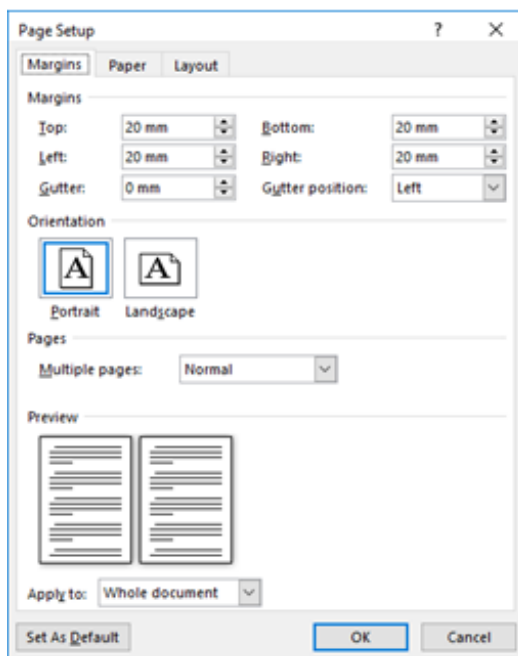 Page Setup ? ×
Margins Paper Layout
Margins
Top: 20 mm Bottom: 20 mm
Left: 20 mm Right: 20 mm
Gutter: 0 mm Gutter position: Left
Orientation
A A
Portrait Landscape
Pages
Multiple pages: Normal
Preview
Apply to: Whole document
Set As Default OK Cancel